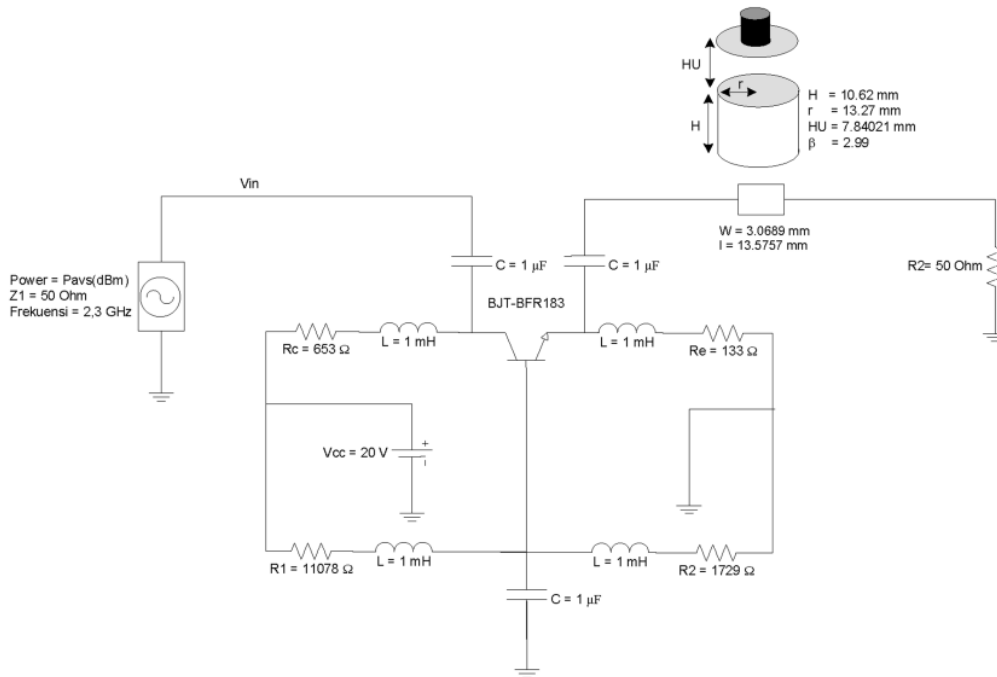 HU
r
H
H = 10.62 mm
r = 13.27 mm
HU = 7.84021 mm
β = 2.99
Vin
W = 3.0689 mm
l = 13.5757 mm
Power = Pavs(dBm)
Z1 = 50 Ohm
Frekuensi = 2,3 GHz
C = 1 μF
C = 1 μF
R2= 50 Ohm
BJT-BFR183
Rc = 653 Ω
L = 1 mH
L = 1 mH
Re = 133 Ω
Vcc = 20 V
+
-
R1 = 11078 Ω
L = 1 mH
L = 1 mH
R2 = 1729 Ω
C = 1 μF